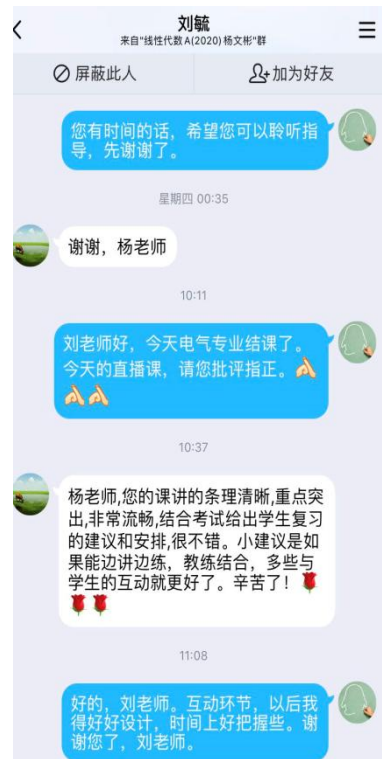 刘毓
来自"线性代数A(2020)杨文彬"群
屏蔽此人
加为好友
您有时间的话，希望您可以聆听指
导，先谢谢了。
星期四 00:35
谢谢，杨老师
10:11
刘老师好，今天电气专业结课了。
今天的直播课，请您批评指正。
10:37
杨老师,您的课讲的条理清晰,重点突
出,非常流畅,结合考试给出学生复习
的建议和安排,很不错。小建议是如
果能边讲边练，教练结合，多些与
学生的互动就更好了。辛苦了！
11:08
好的，刘老师。互动环节，以后我
得好好设计，时间上好把握些。谢
谢您了，刘老师。